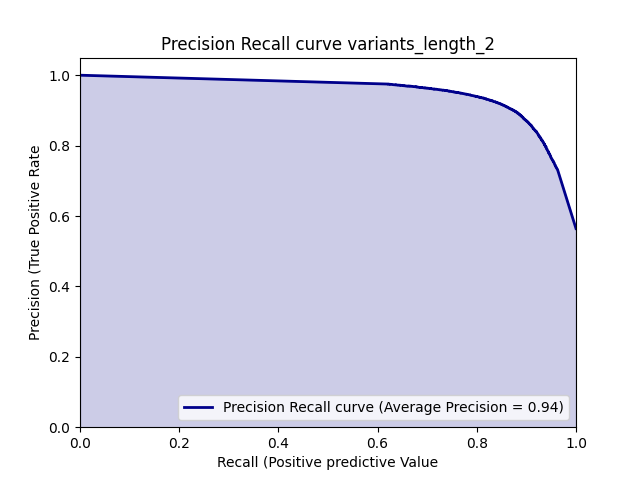 Precision Recall curve variants_length_2
1.0
0.8
0.6
0.4
0.2
0.0
Precision (True Positive Rate
Precision Recall curve (Average Precision = 0.94)
0.0 0.2 0.4 0.6 0.8 1.0
Recall (Positive predictive Value